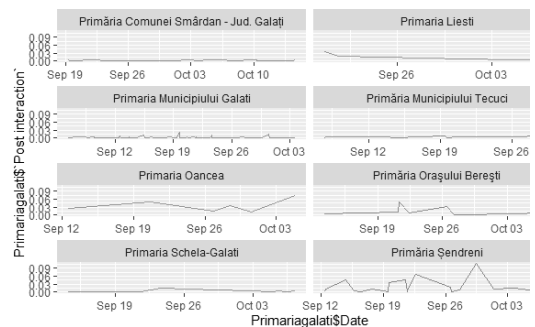 Primăria Comunei Smârdan - Jud. Galați
Primaria Liesti
0.09
0.06
0.03
0.00
Sep 19 Sep 26 Oct 03 Oct 10
Sep 26 Oct 03
Primaria Municipiului Galati
Primăria Municipiului Tecuci
0.09
0.06
0.03
0.00
Sep 12 Sep 19 Sep 26 Oct 03
Sep 12 Sep 19 Sep 26
Primaria Oancea
Primăria Orașului Berești
0.09
0.06
0.03
0.00
Sep 12 Sep 19 Sep 26 Oct 03
Sep 19 Sep 26 Oct 03
Primaria Schela-Galati
Primăria Șendreni
0.09
0.06
0.03
0.00
Sep 19 Sep 26 Oct 03
Sep 12 Sep 19 Sep 26 Oct 03
Primariagalati$Date
Primariagalati$`Post interaction`